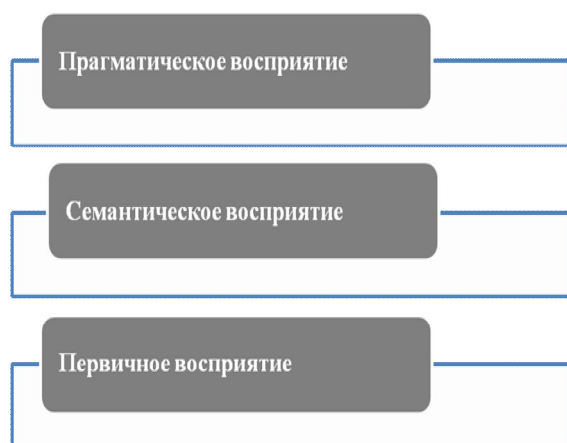 Прагматическое восприятие
Семантическое восприятие
Первичное восприятие